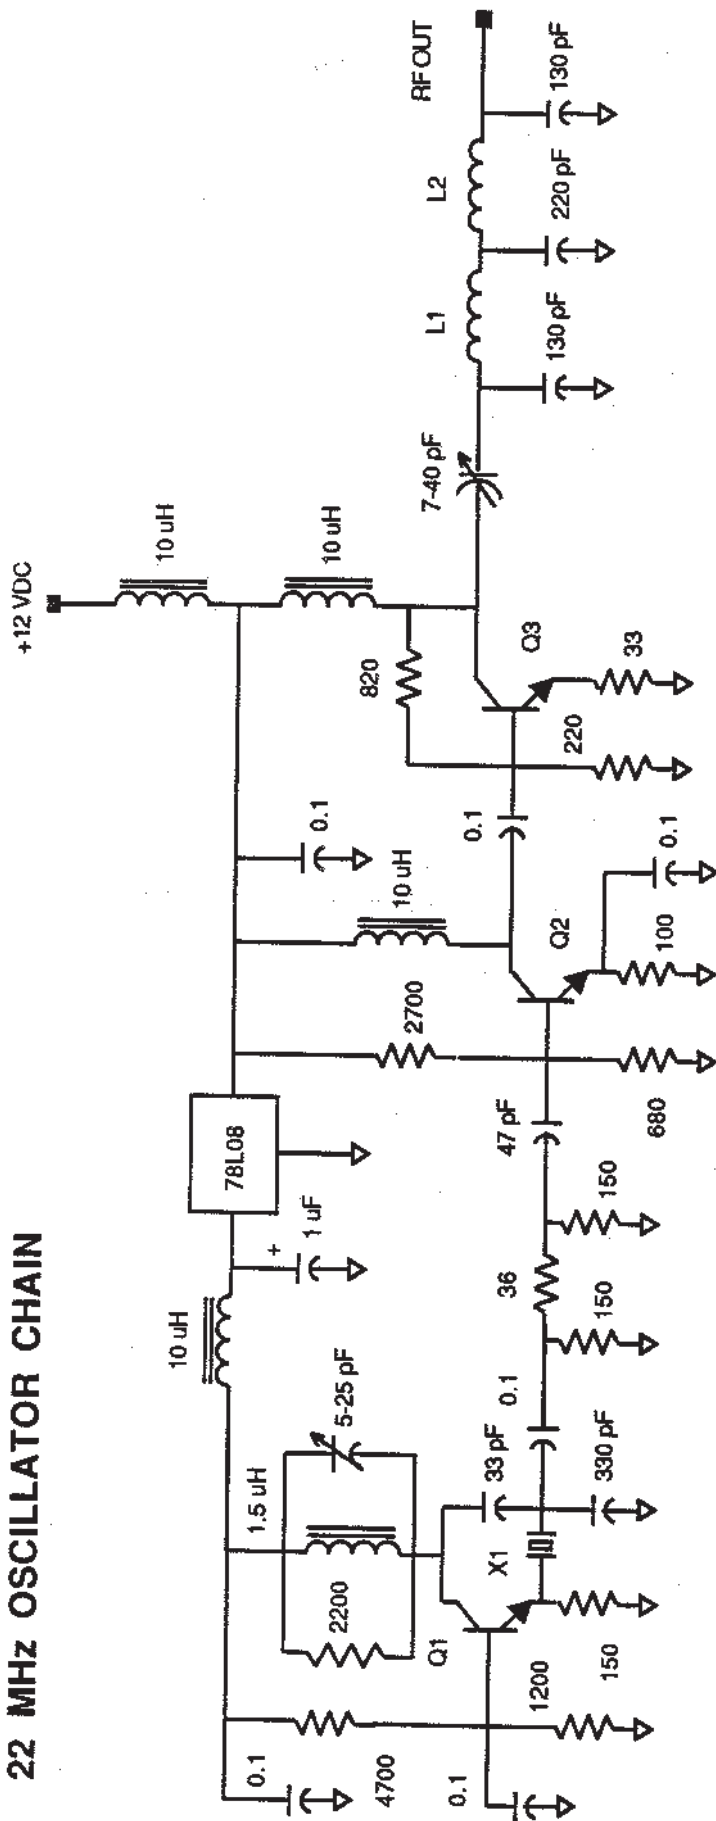 22 MHz OSCILLATOR CHAIN
+12 VDC
10 uH
10 uH
78L08
10 uH
+
1 uF
0.1
820
RF OUT
7-40 pF
L1
L2
130 pF
220 pF
130 pF
0.1
4700
1.5 uH
2200
5-25 pF
2700
10 uH
Q1
33 pF
X1
330 pF
0.1
36
150
150
47 pF
680
Q2
100
0.1
0.1
220
Q3
33
0.1
1200
150